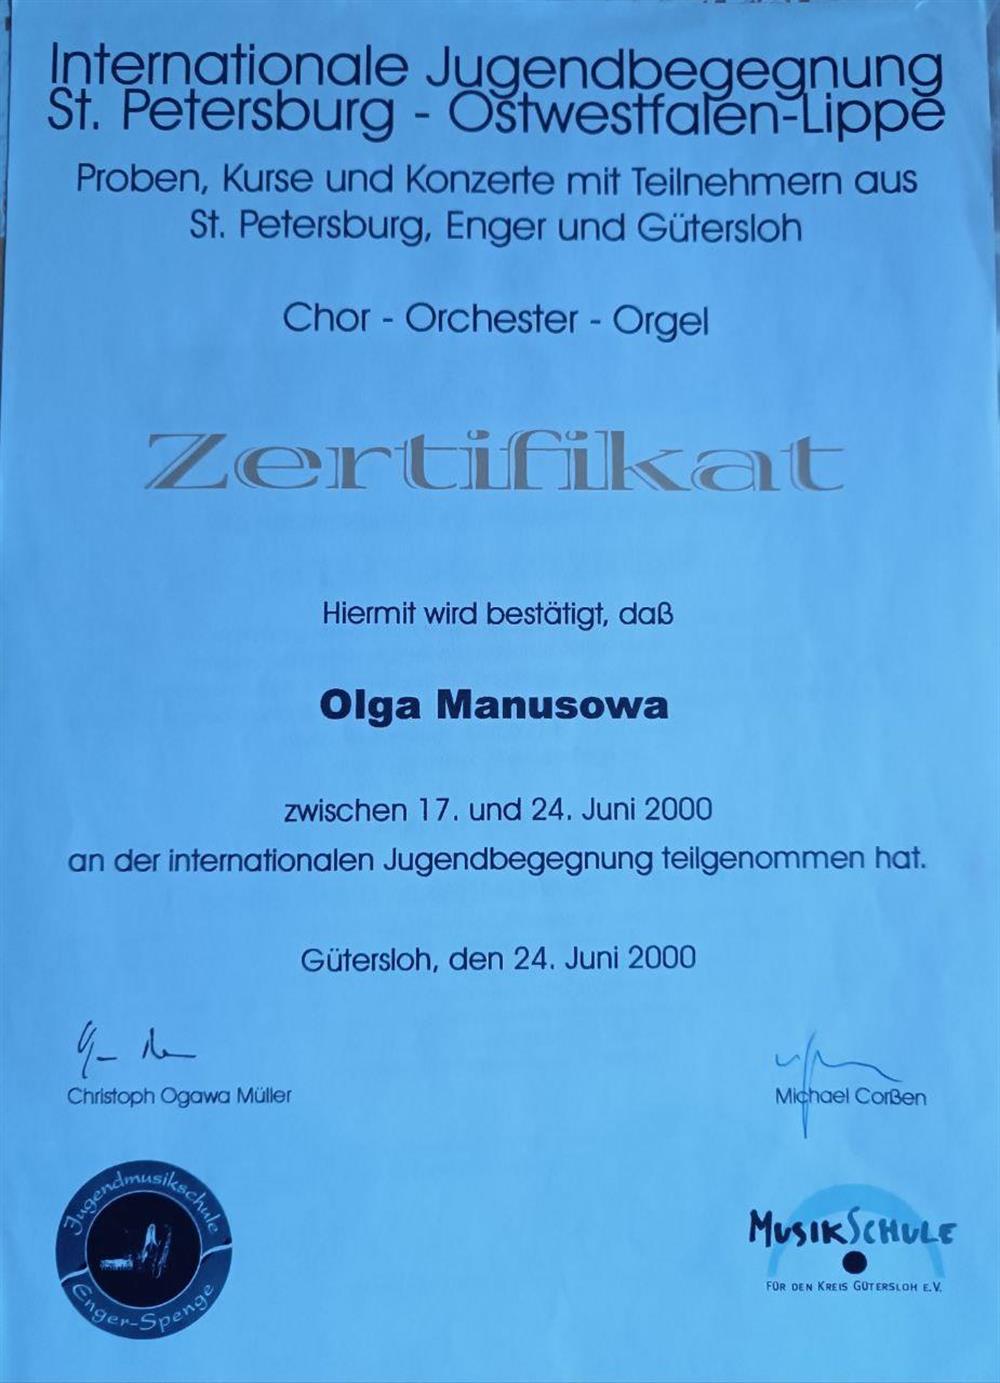 Internationale Jugendbegegnung
St. Petersburg - Ostwestfalen-Lippe
Proben, Kurse und Konzerte mit Teilnehmern aus
St. Petersburg, Enger und Gütersloh
Chor - Orchester - Orgel
Zertifikat
Hiermit wird bestätigt, daß
Olga Manusowa
zwischen 17. und 24. Juni 2000
an der internationalen Jugendbegegnung teilgenommen hat.
Gütersloh, den 24. Juni 2000
Christoph Ogawa Müller
Michael Corßen
Jugendmusikschule
Enger-Spenge
MUSIKSCHULE
FÜR DEN KREIS GÜTERSLOH E.V.